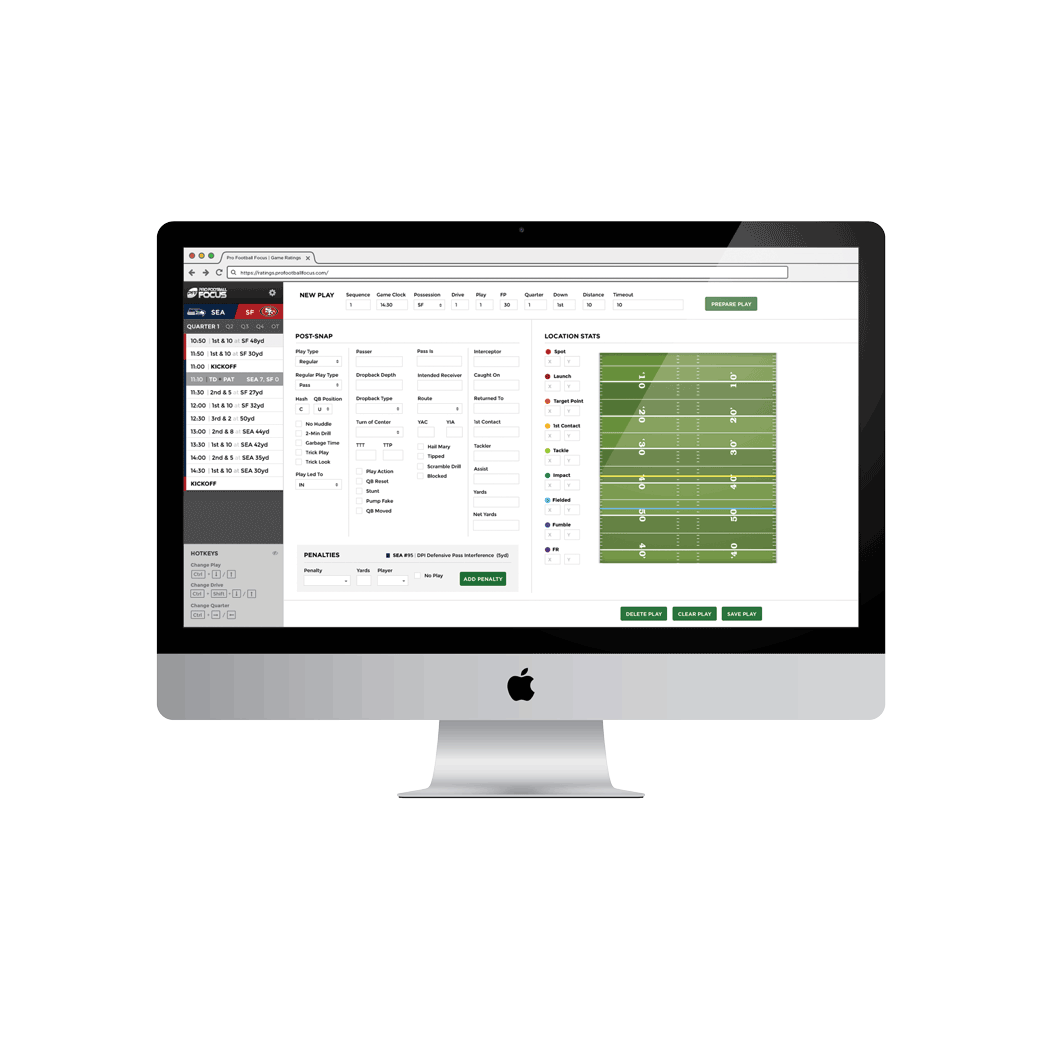 Pro Football Focus | Game Ratings
https://ratings.profootballfocus.com/
PRO FOOTBALL
FOCUS
SEA SF
QUARTER 1 Q2 Q3 Q4 OT
10:50 1st & 10 at SF 48yd
11:50 1st & 10 at SF 30yd
11:00 KICKOFF
11:10 TD • PAT SEA 7, SF 0
11:30 2nd & 5 at SF 27yd
12:00 1st & 10 at SF 32yd
12:30 3rd & 2 at 50yd
13:00 2nd & 8 at SEA 44yd
13:30 1st & 10 at SEA 42yd
14:00 2nd & 5 at SEA 35yd
14:30 1st & 10 at SEA 30yd
KICKOFF
HOTKEYS
Change Play
Ctrl + ↓ / ↑
Change Drive
Ctrl + Shift + ↓ / ↑
Change Quarter
Ctrl + → / ←
NEW PLAY
Sequence Game Clock Possession Drive Play FP Quarter Down Distance Timeout
1 14:30 SF 1 1 30 1 1st 10 10
PREPARE PLAY
POST-SNAP
Play Type
Regular
Regular Play Type
Pass
Hash QB Position
C U
No Huddle
2-Min Drill
Garbage Time
Trick Play
Trick Look
Play Led To
IN
Passer
Dropback Depth
Dropback Type
Turn of Center
TTT TTP
Play Action
QB Reset
Stunt
Pump Fake
QB Moved
Pass Is
Intended Receiver
Route
YAC YIA
Hail Mary
Tipped
Scramble Drill
Blocked
Interceptor
Caught On
Returned To
1st Contact
Tackler
Assist
Yards
Net Yards
PENALTIES
SEA #95 | DPI Defensive Pass Interference (5yd)
Penalty Yards Player
No Play
ADD PENALTY
LOCATION STATS
Spot
X Y
Launch
X Y
Target Point
X Y
1st Contact
X Y
Tackle
X Y
Impact
X Y
Fielded
X Y
Fumble
X Y
FR
X Y
10 10
20 20
30 30
40 40
50 50
40 40
DELETE PLAY CLEAR PLAY SAVE PLAY